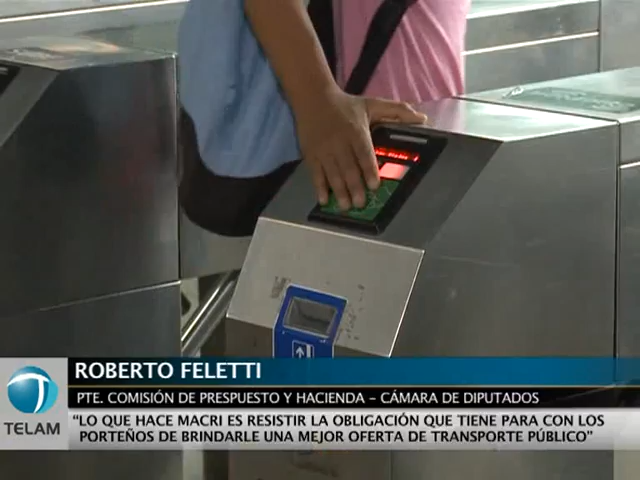 ROBERTO FELETTI
PTE. COMISIÓN DE PRESPUESTO Y HACIENDA – CÁMARA DE DIPUTADOS
TELAM
“LO QUE HACE MACRI ES RESISTIR LA OBLIGACIÓN QUE TIENE PARA CON LOS
PORTEÑOS DE BRINDARLE UNA MEJOR OFERTA DE TRANSPORTE PÚBLICO”